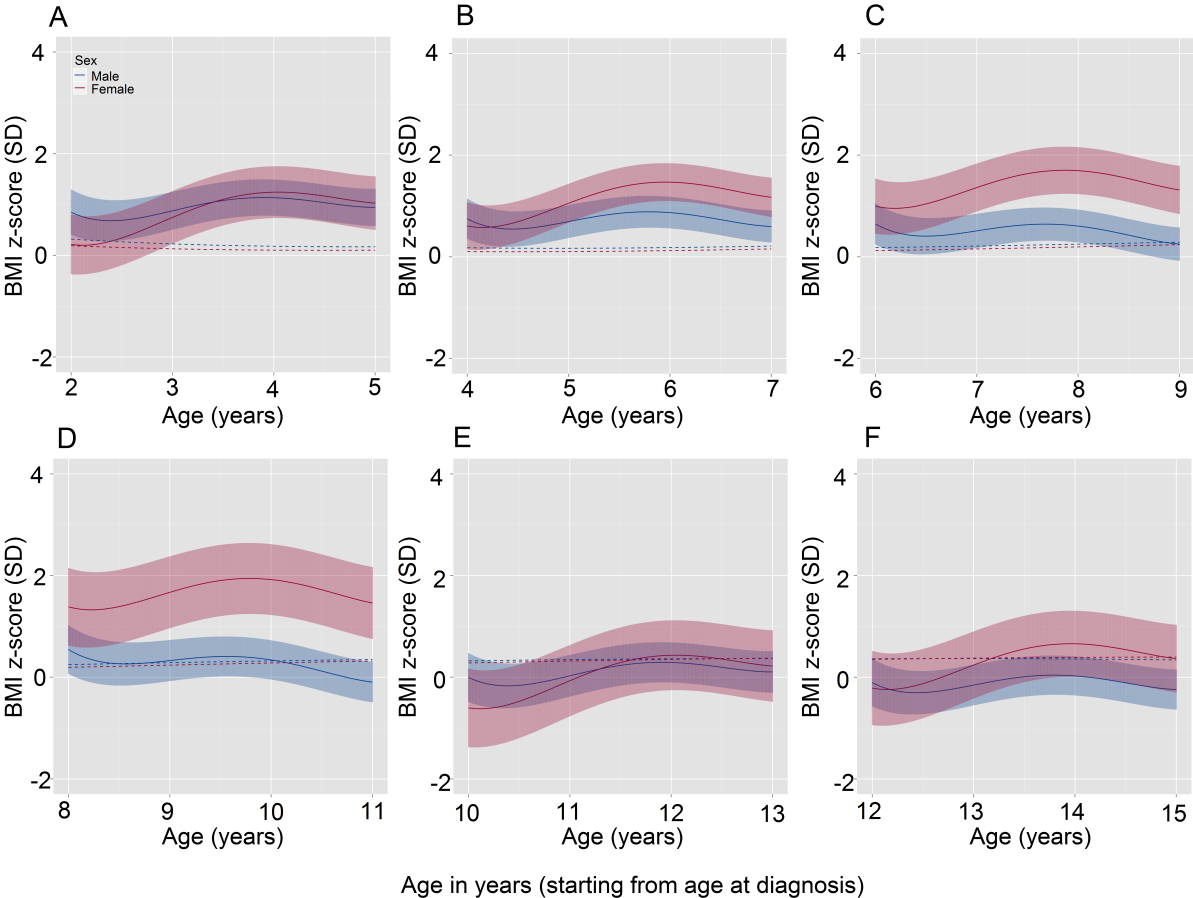 A
BMI z-score (SD)
4
2
0
-2
Sex
Male
Female
2
3
4
5
Age (years)
B
BMI z-score (SD)
4
2
0
-2
4
5
6
7
Age (years)
C
BMI z-score (SD)
4
2
0
-2
6
7
8
9
Age (years)
D
BMI z-score (SD)
4
2
0
-2
8
9
10
11
Age (years)
E
BMI z-score (SD)
4
2
0
-2
10
11
12
13
Age (years)
F
BMI z-score (SD)
4
2
0
-2
12
13
14
15
Age (years)
Age in years (starting from age at diagnosis)